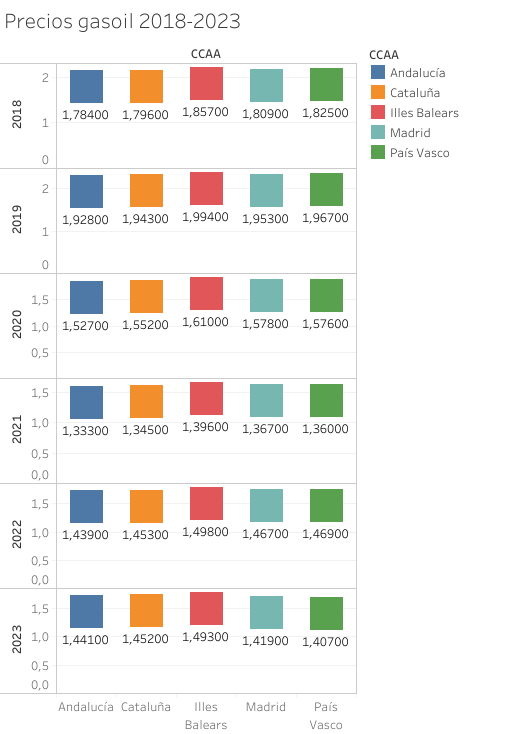 Precios gasoil 2018-2023
CCAA
CCAA
Andalucía
Cataluña
Illes Balears
Madrid
País Vasco
2018
2
1
0
1,78400 1,79600 1,85700 1,80900 1,82500
2019
2
1
0
1,92800 1,94300 1,99400 1,95300 1,96700
2020
1,5
1,0
0,5
1,52700 1,55200 1,61000 1,57800 1,57600
2021
1,5
1,0
0,5
0,0
1,33300 1,34500 1,39600 1,36700 1,36000
2022
1,5
1,0
0,5
0,0
1,43900 1,45300 1,49800 1,46700 1,46900
2023
1,5
1,0
0,5
0,0
1,44100 1,45200 1,49300 1,41900 1,40700
Andalucía Cataluña Illes Madrid País
Balears Vasco